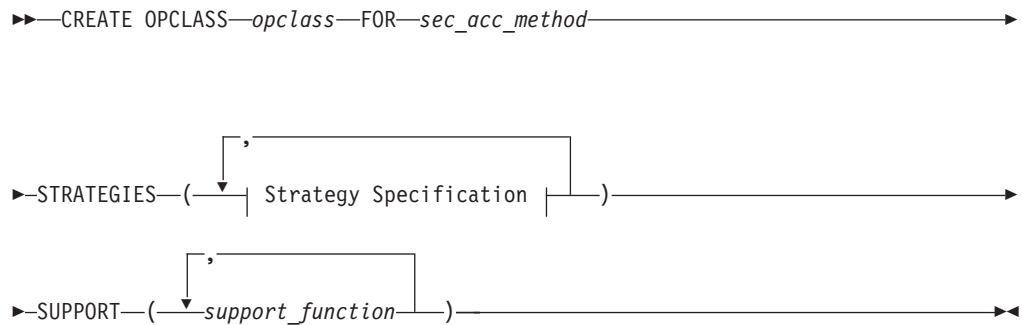 CREATE OPCLASS opclass FOR sec_acc_method
,
STRATEGIES ( Strategy Specification )
,
SUPPORT ( support_function )